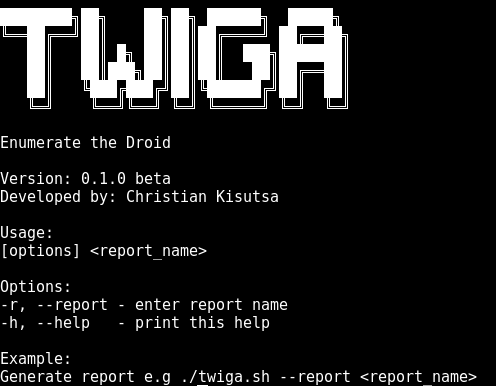 TWIGA
Enumerate the Droid
Version: 0.1.0 beta
Developed by: Christian Kisutsa
Usage:
[options] <report_name>
Options:
-r, --report - enter report name
-h, --help   - print this help
Example:
Generate report e.g ./twiga.sh --report <report_name>